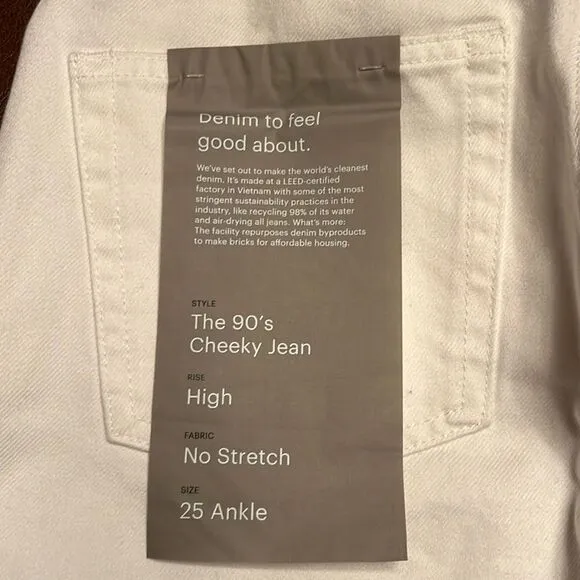 Denim to feel
good about.
We've set out to make the world's cleanest
denim. It's made at a LEED-certified
factory in Vietnam with some of the most
stringent sustainability practices in the
industry, like recycling 98% of its water
and air-drying all jeans. What's more:
The facility repurposes denim byproducts
to make bricks for affordable housing.
STYLE
The 90's
Cheeky Jean
RISE
High
FABRIC
No Stretch
SIZE
25 Ankle